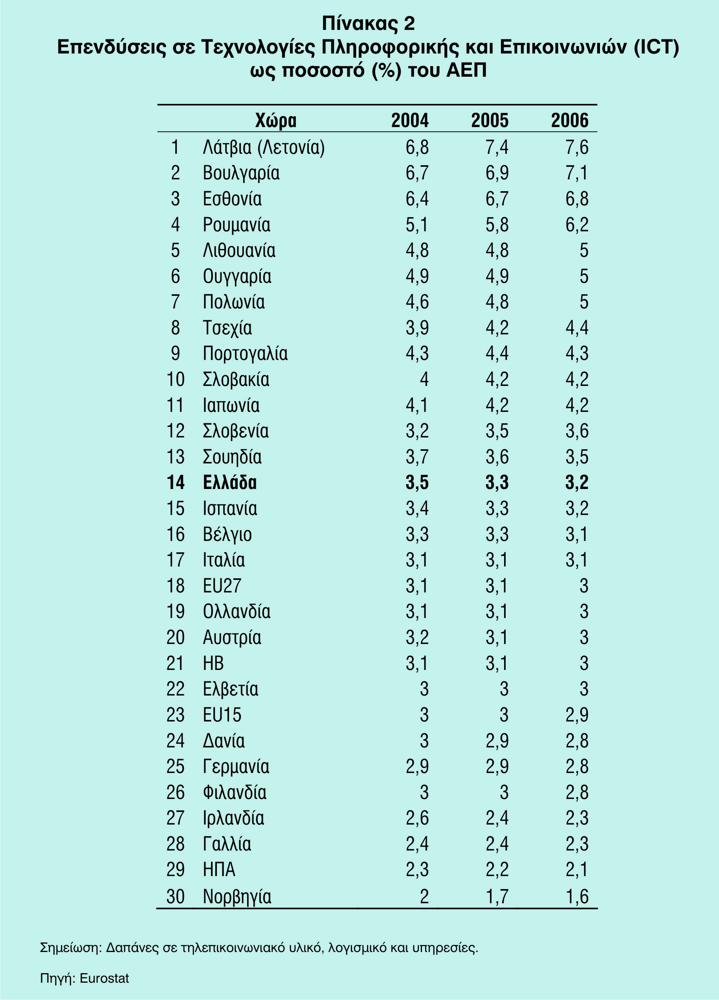 Πίνακας 2
Επενδύσεις σε Τεχνολογίες Πληροφορικής και Επικοινωνιών (ICT)
ως ποσοστό (%) του ΑΕΠ
Χώρα 2004 2005 2006
1 Λάτβια (Λετονία) 6,8 7,4 7,6
2 Βουλγαρία 6,7 6,9 7,1
3 Εσθονία 6,4 6,7 6,8
4 Ρουμανία 5,1 5,8 6,2
5 Λιθουανία 4,8 4,8 5
6 Ουγγαρία 4,9 4,9 5
7 Πολωνία 4,6 4,8 5
8 Τσεχία 3,9 4,2 4,4
9 Πορτογαλία 4,3 4,4 4,3
10 Σλοβακία 4 4,2 4,2
11 Ιαπωνία 4,1 4,2 4,2
12 Σλοβενία 3,2 3,5 3,6
13 Σουηδία 3,7 3,6 3,5
14 Ελλάδα 3,5 3,3 3,2
15 Ισπανία 3,4 3,3 3,2
16 Βέλγιο 3,3 3,3 3,1
17 Ιταλία 3,1 3,1 3,1
18 EU27 3,1 3,1 3
19 Ολλανδία 3,1 3,1 3
20 Αυστρία 3,2 3,1 3
21 ΗΒ 3,1 3,1 3
22 Ελβετία 3 3 3
23 EU15 3 3 2,9
24 Δανία 3 2,9 2,8
25 Γερμανία 2,9 2,9 2,8
26 Φιλανδία 3 3 2,8
27 Ιρλανδία 2,6 2,4 2,3
28 Γαλλία 2,4 2,4 2,3
29 ΗΠΑ 2,3 2,2 2,1
30 Νορβηγία 2 1,7 1,6
Σημείωση: Δαπάνες σε τηλεπικοινωνιακό υλικό, λογισμικό και υπηρεσίες.
Πηγή: Eurostat